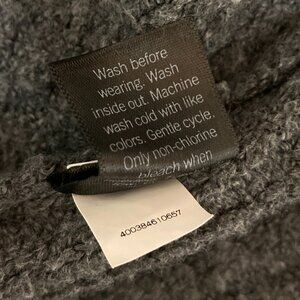 Wash before
wearing. Wash
inside out. Machine
wash cold with like
colors. Gentle cycle.
Only non-chlorine
bleach when
400384610657